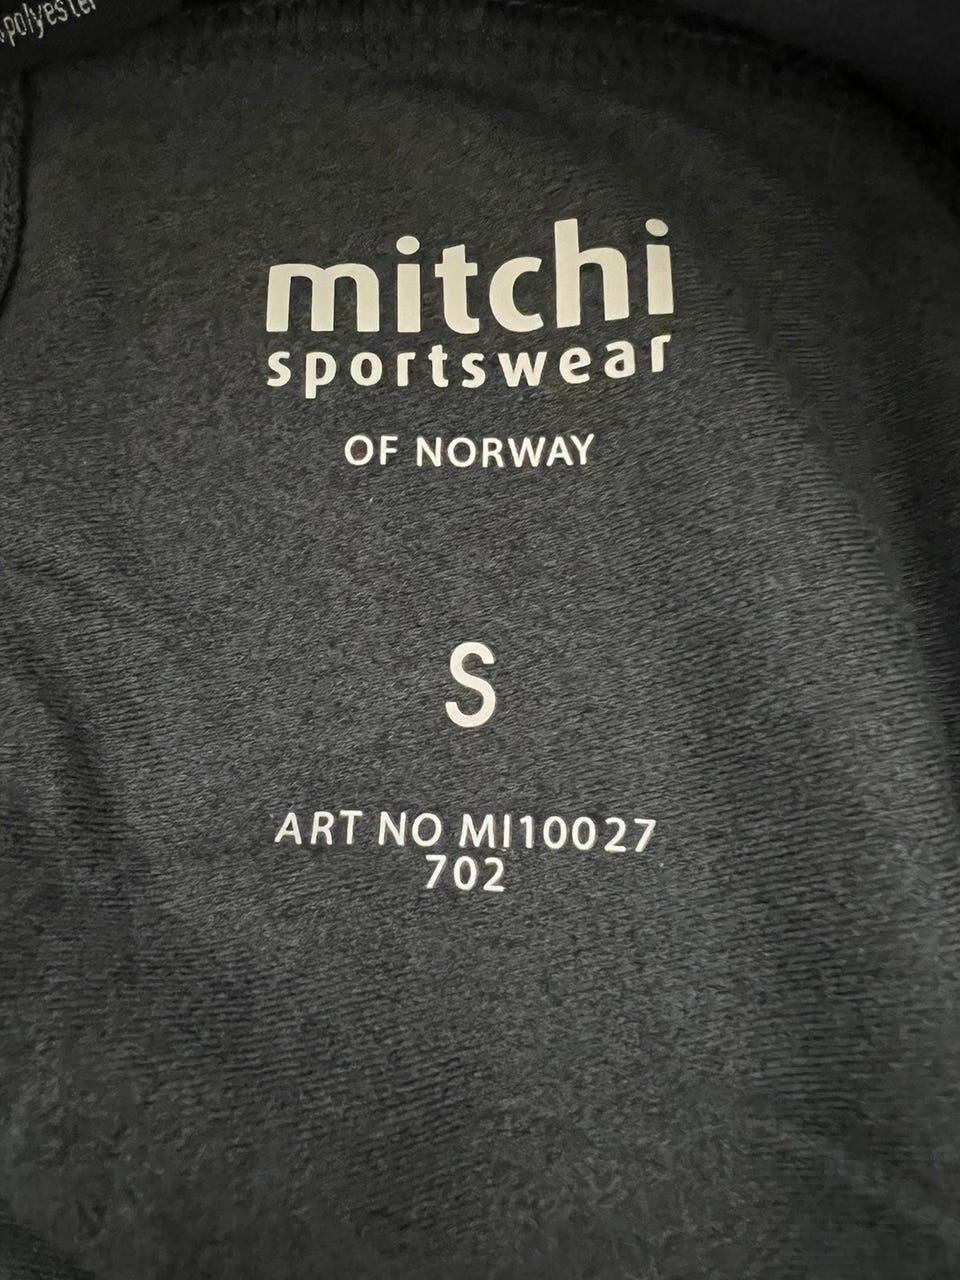 polyester
mitchi
sportswear
OF NORWAY
S
ART NO MI10027
702